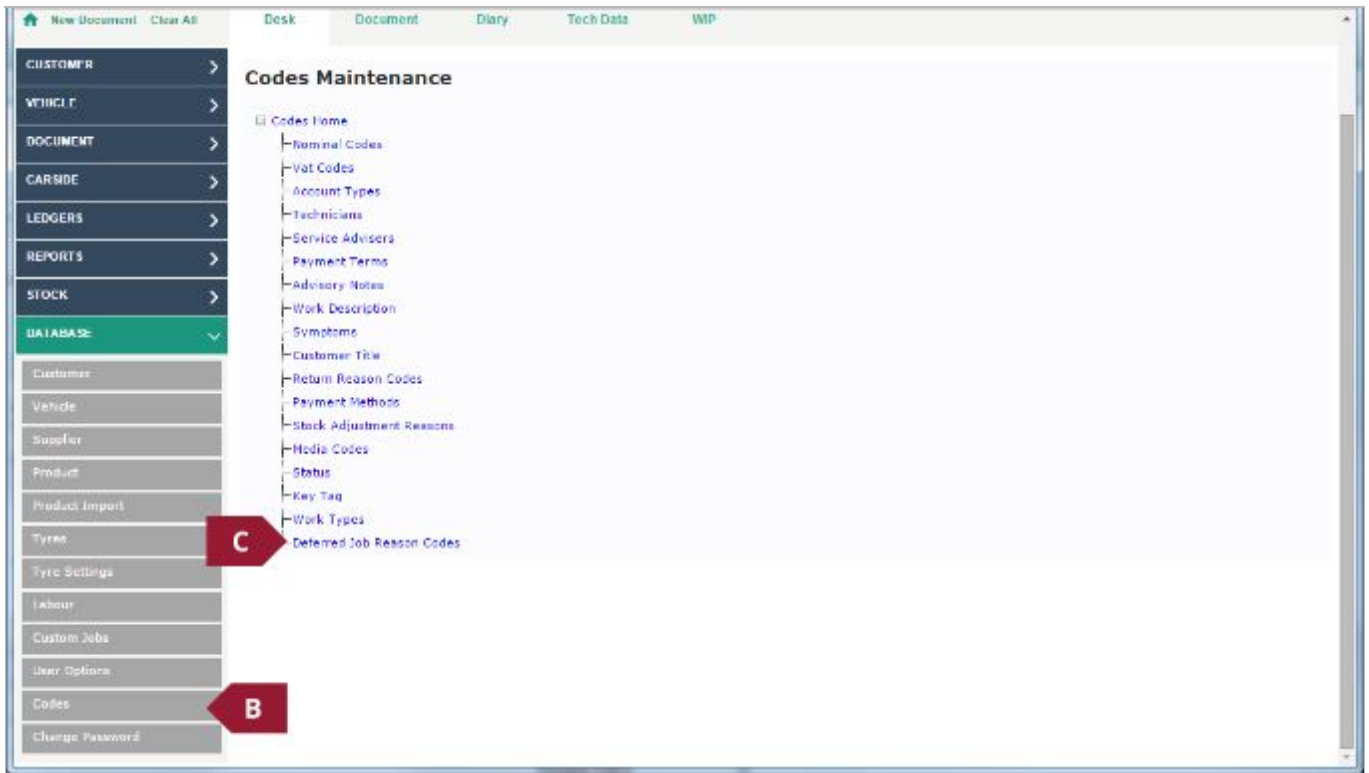 New Document Clear All Desk Document Diary Tech Data WIP
CUSTOMER
VEHICLE
DOCUMENT
CARSIDE
LEDGERS
REPORTS
STOCK
DATABASE
Customer
Vehicle
Supplier
Product
Product Import
Tyres
Tyre Settings
Labour
Custom Jobs
User Options
Codes
Change Password
Codes Maintenance
Codes Home
Nominal Codes
Vat Codes
Account Types
Technicians
Service Advisers
Payment Terms
Advisory Notes
Work Description
Symptoms
Customer Title
Return Reason Codes
Payment Methods
Stock Adjustment Reasons
Media Codes
Status
Key Tag
Work Types
Deferred Job Reason Codes
C
B